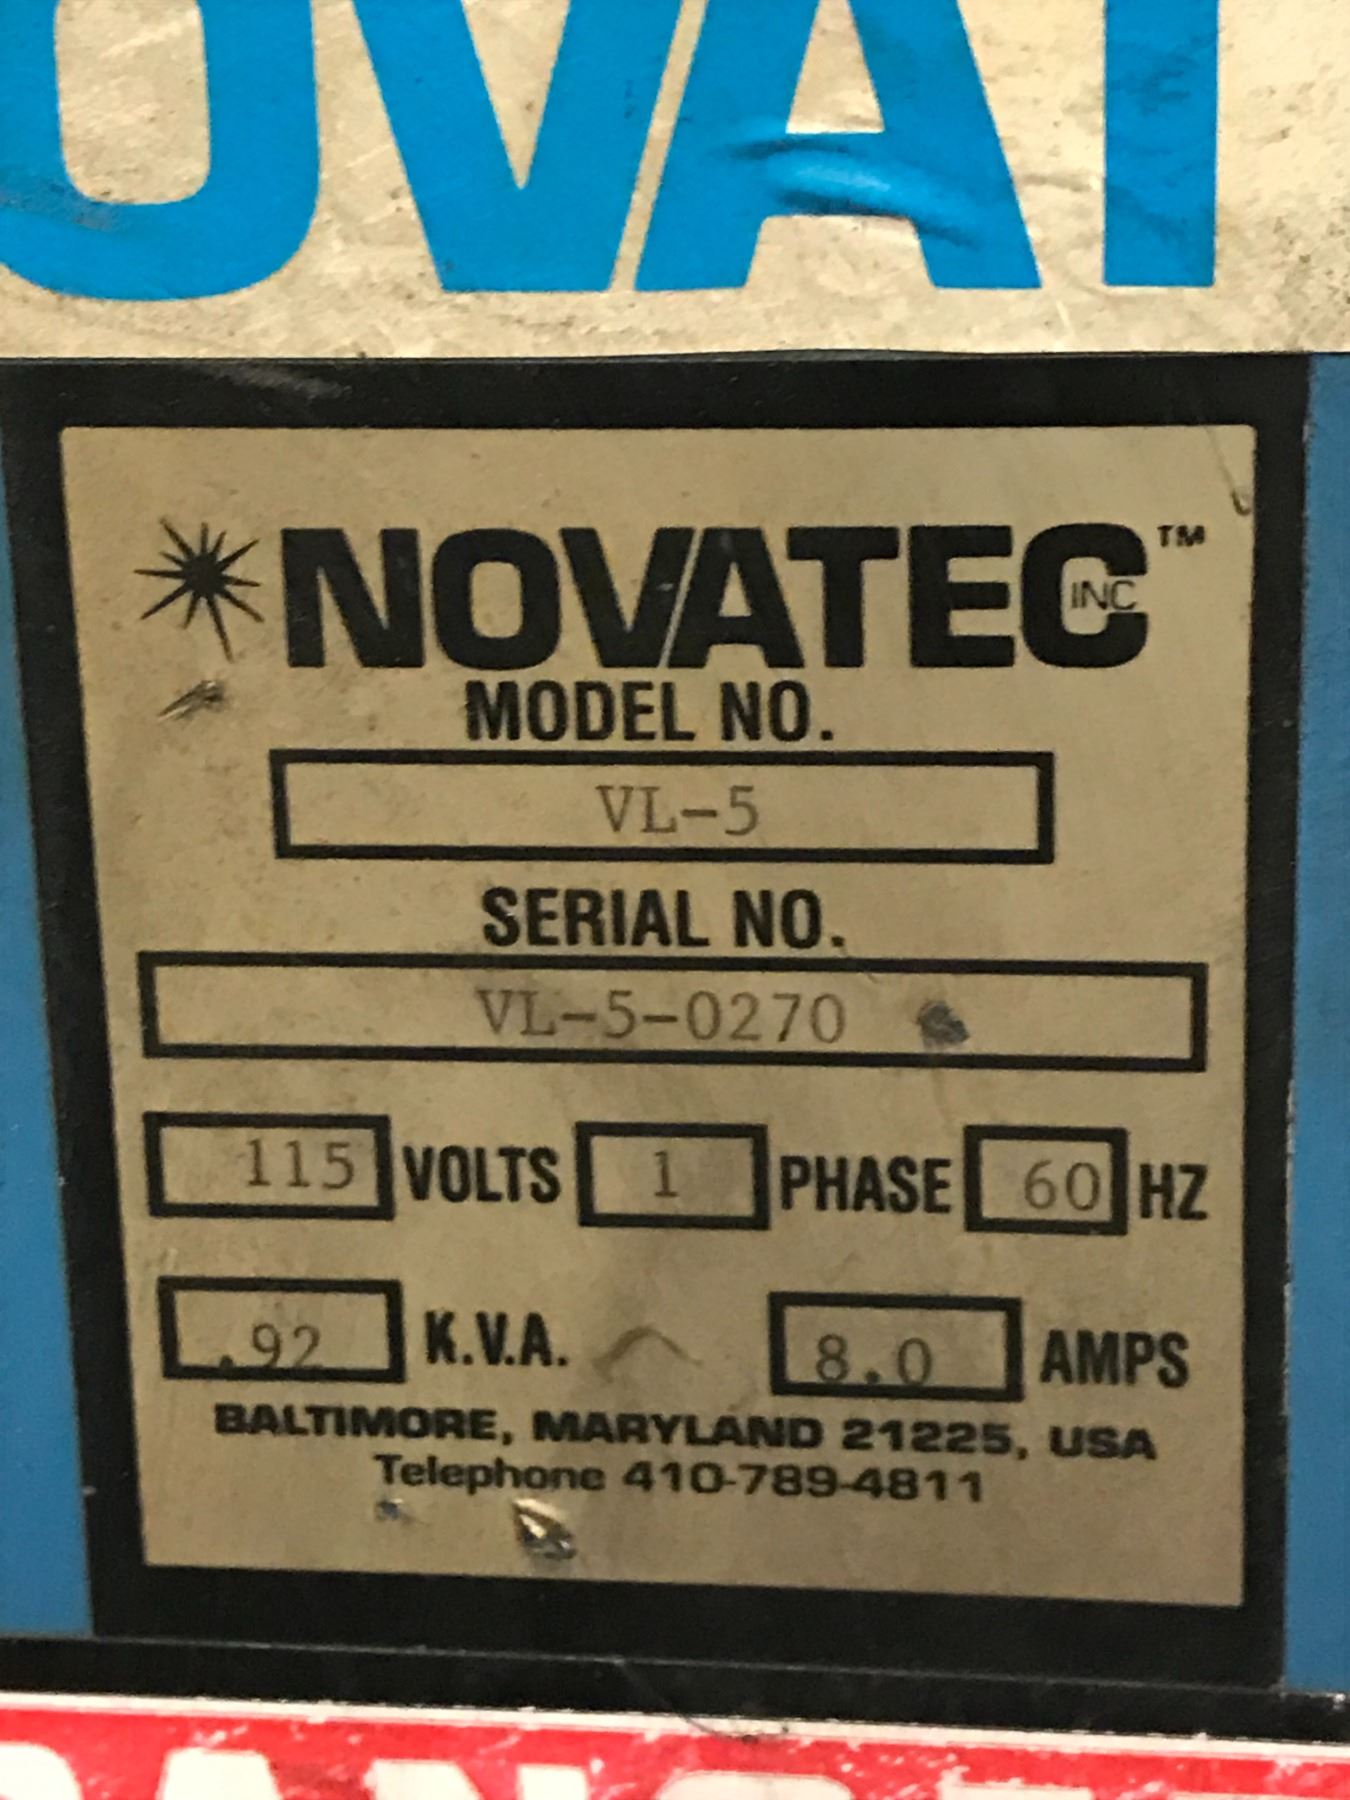 NOVATEC INC ™
MODEL NO.
VL-5
SERIAL NO.
VL-5-0270
115 VOLTS 1 PHASE 60 HZ
.92 K.V.A. 8.0 AMPS
BALTIMORE, MARYLAND 21225, USA
Telephone 410-789-4811